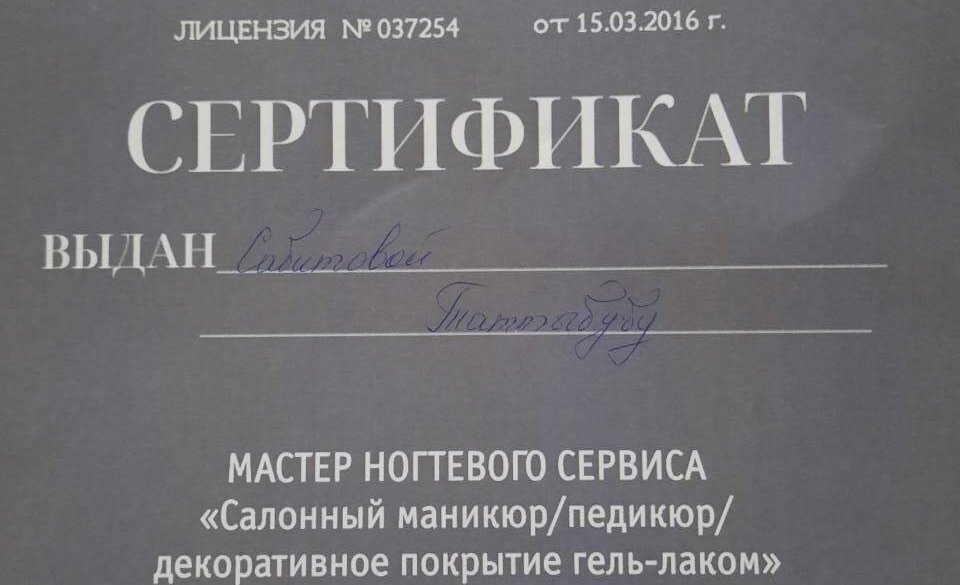 ЛИЦЕНЗИЯ № 037254 от 15.03.2016 г.
СЕРТИФИКАТ
ВЫДАН Сабитовой
Таттыбубу
МАСТЕР НОГТЕВОГО СЕРВИСА
«Салонный маникюр/педикюр/
декоративное покрытие гель-лаком»